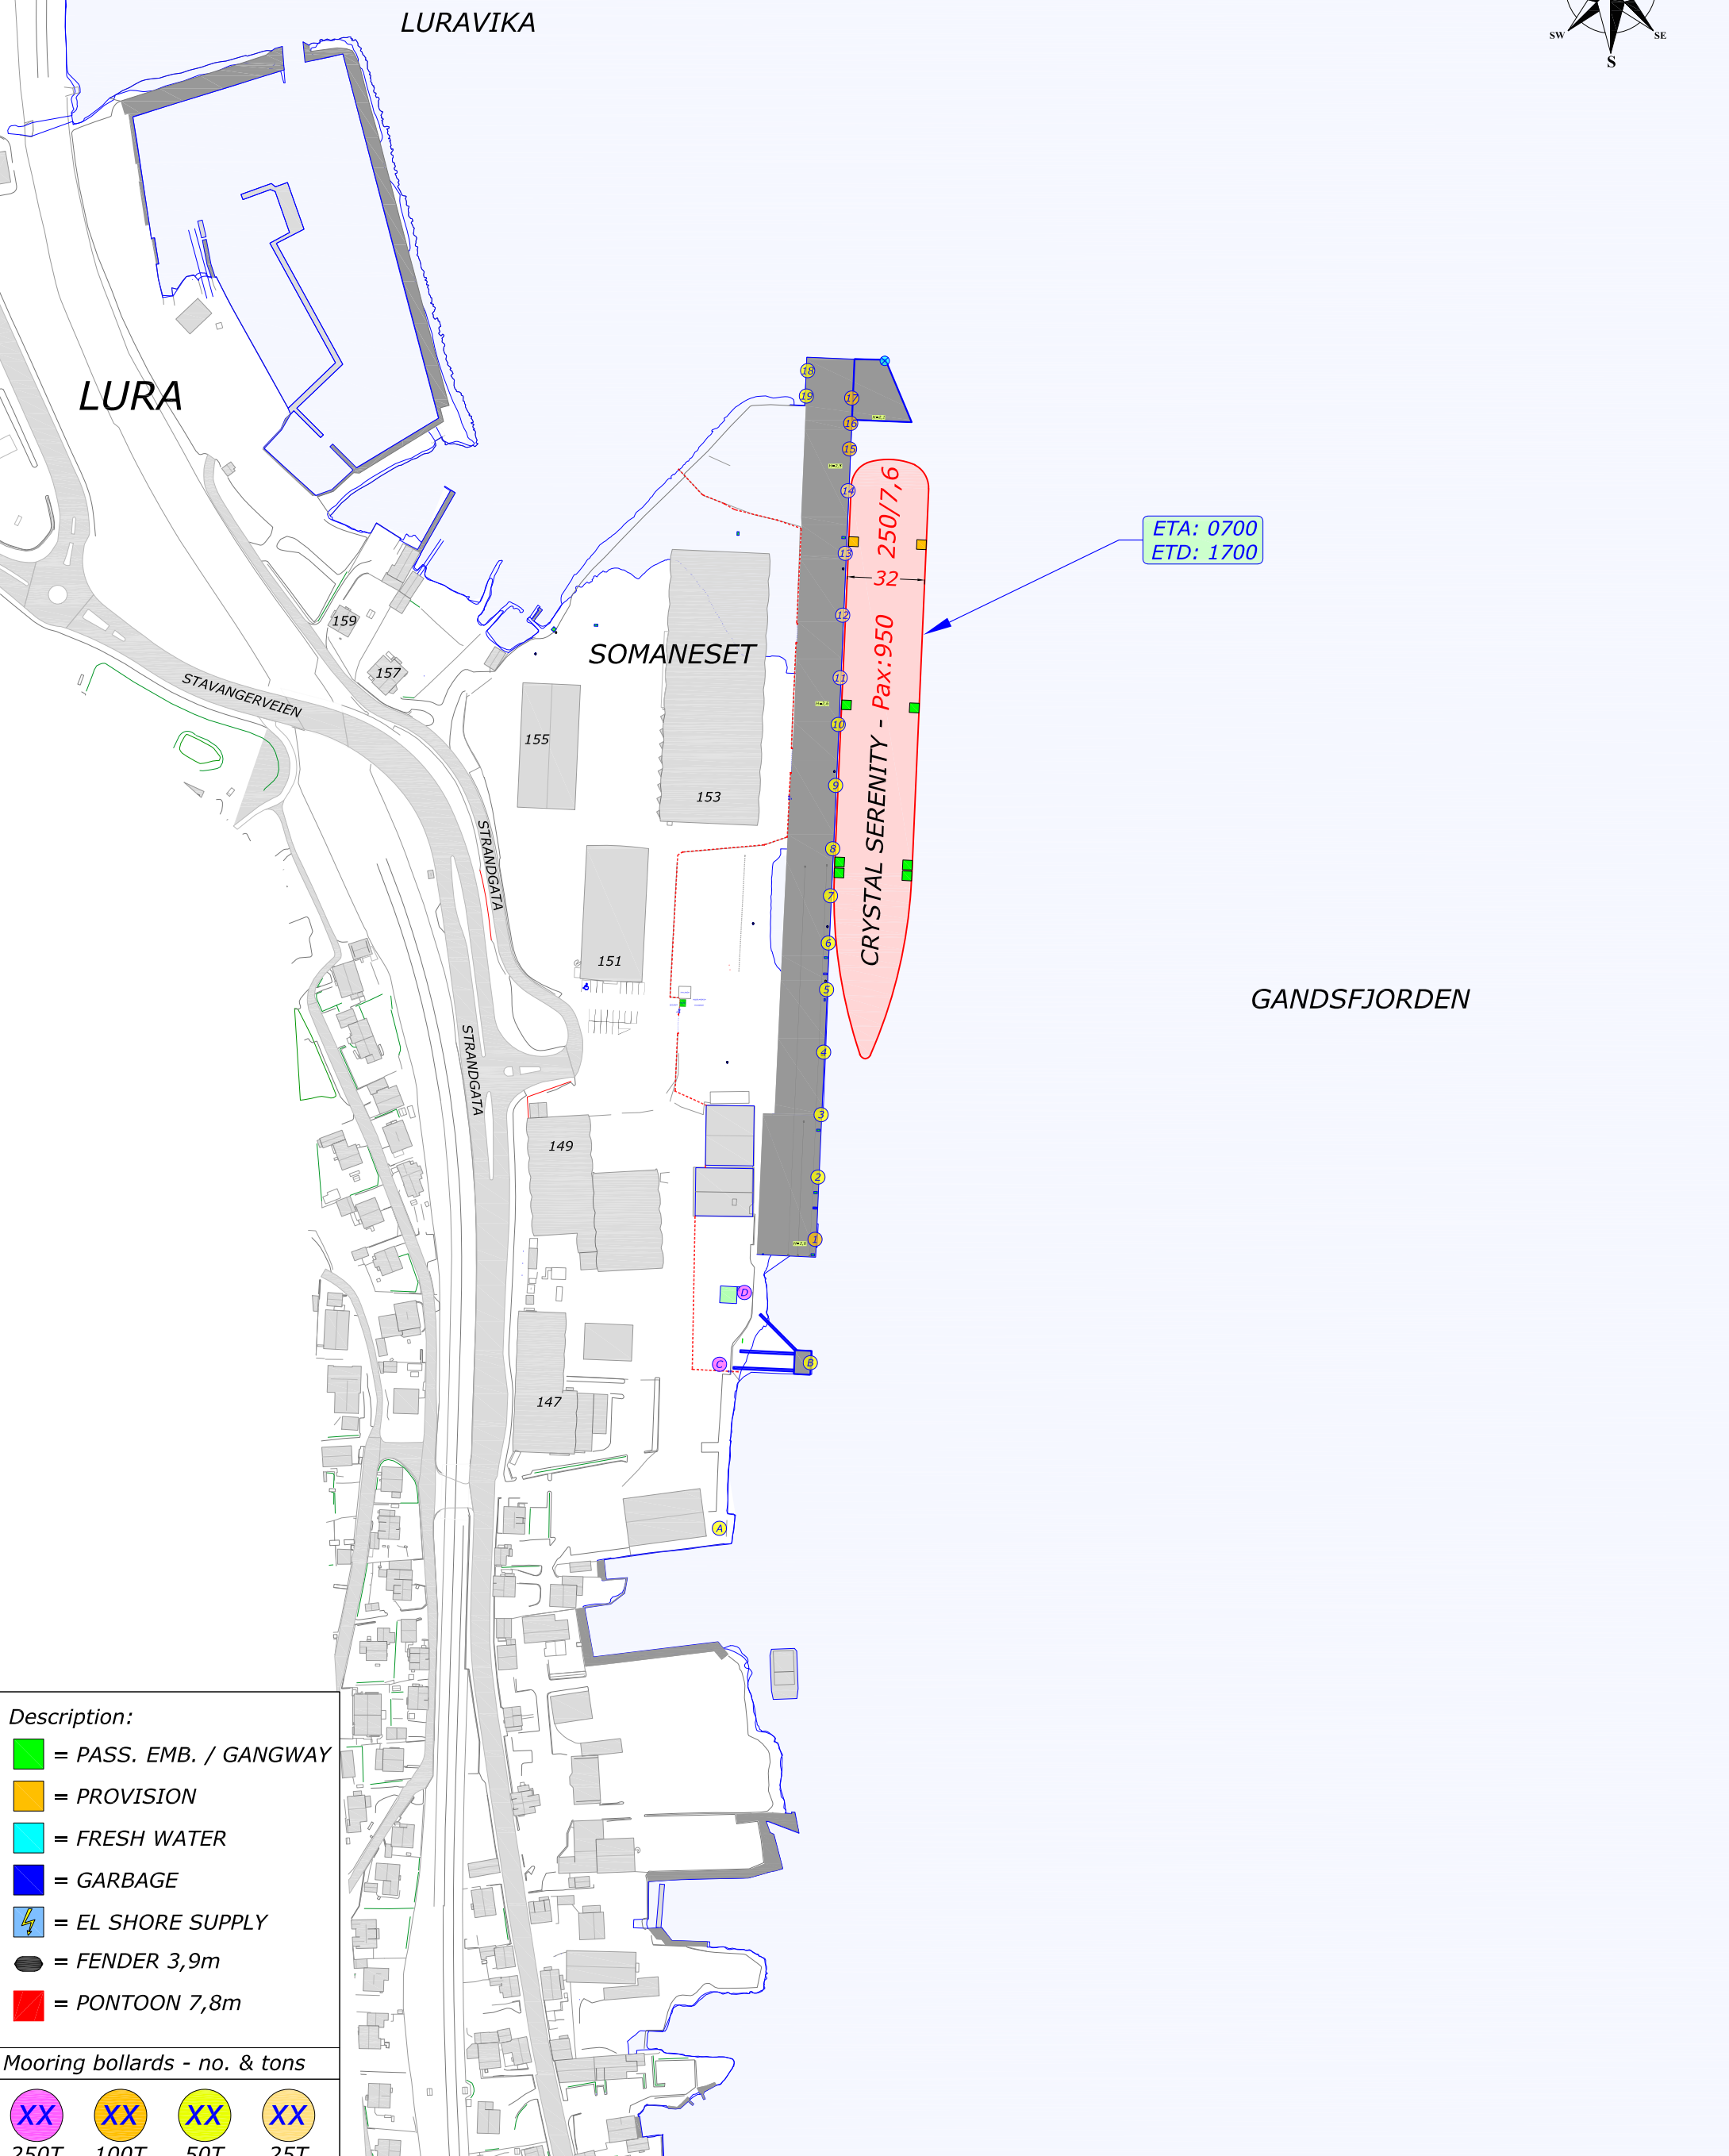 LURAVIKA
SW
SE
S
LURA
18
19
17
16
15
14
13
12
11
10
9
8
7
6
5
4
3
2
1
CRYSTAL SERENITY - Pax:950 250/7,6
32
ETA: 0700
ETD: 1700
159
157
SOMANESET
STAVANGERVEIEN
155
153
STRANDGATA
151
GANDSFJORDEN
STRANDGATA
149
D
C
B
147
A
Description:
= PASS. EMB. / GANGWAY
= PROVISION
= FRESH WATER
= GARBAGE
= EL SHORE SUPPLY
= FENDER 3,9m
= PONTOON 7,8m
Mooring bollards - no. & tons
XX XX XX XX
250T 100T 50T 25T